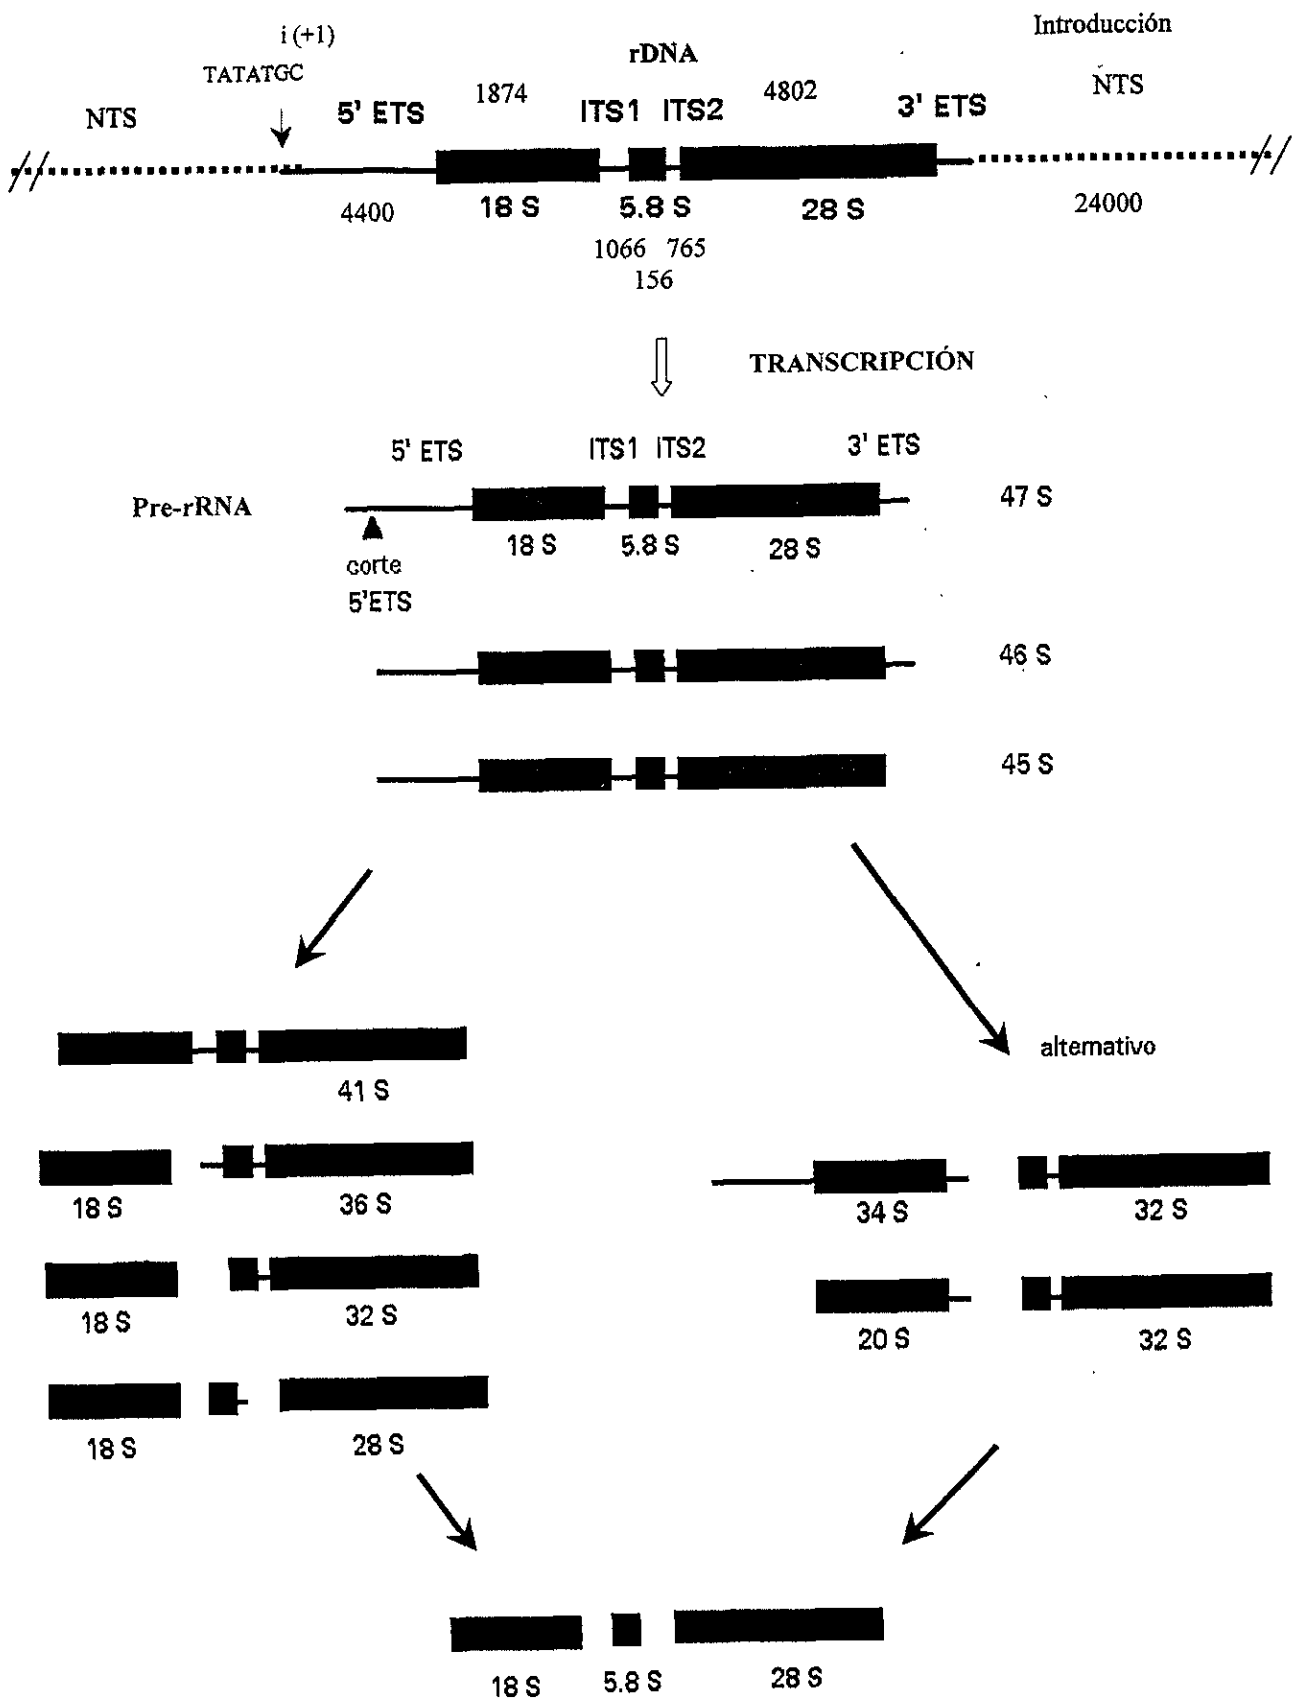 Introducción
i (+1)
rDNA
TATATGC
1874
4802
NTS
NTS
5' ETS
ITS1
ITS2
3' ETS
4400
18 S
5.8 S
28 S
24000
1066
765
156
TRANSCRIPCIÓN
5' ETS
ITS1
ITS2
3' ETS
Pre-rRNA
47 S
18 S
5.8 S
28 S
corte
5'ETS
46 S
45 S
alternativo
41 S
18 S
36 S
34 S
32 S
18 S
32 S
20 S
32 S
18 S
28 S
18 S
5.8 S
28 S